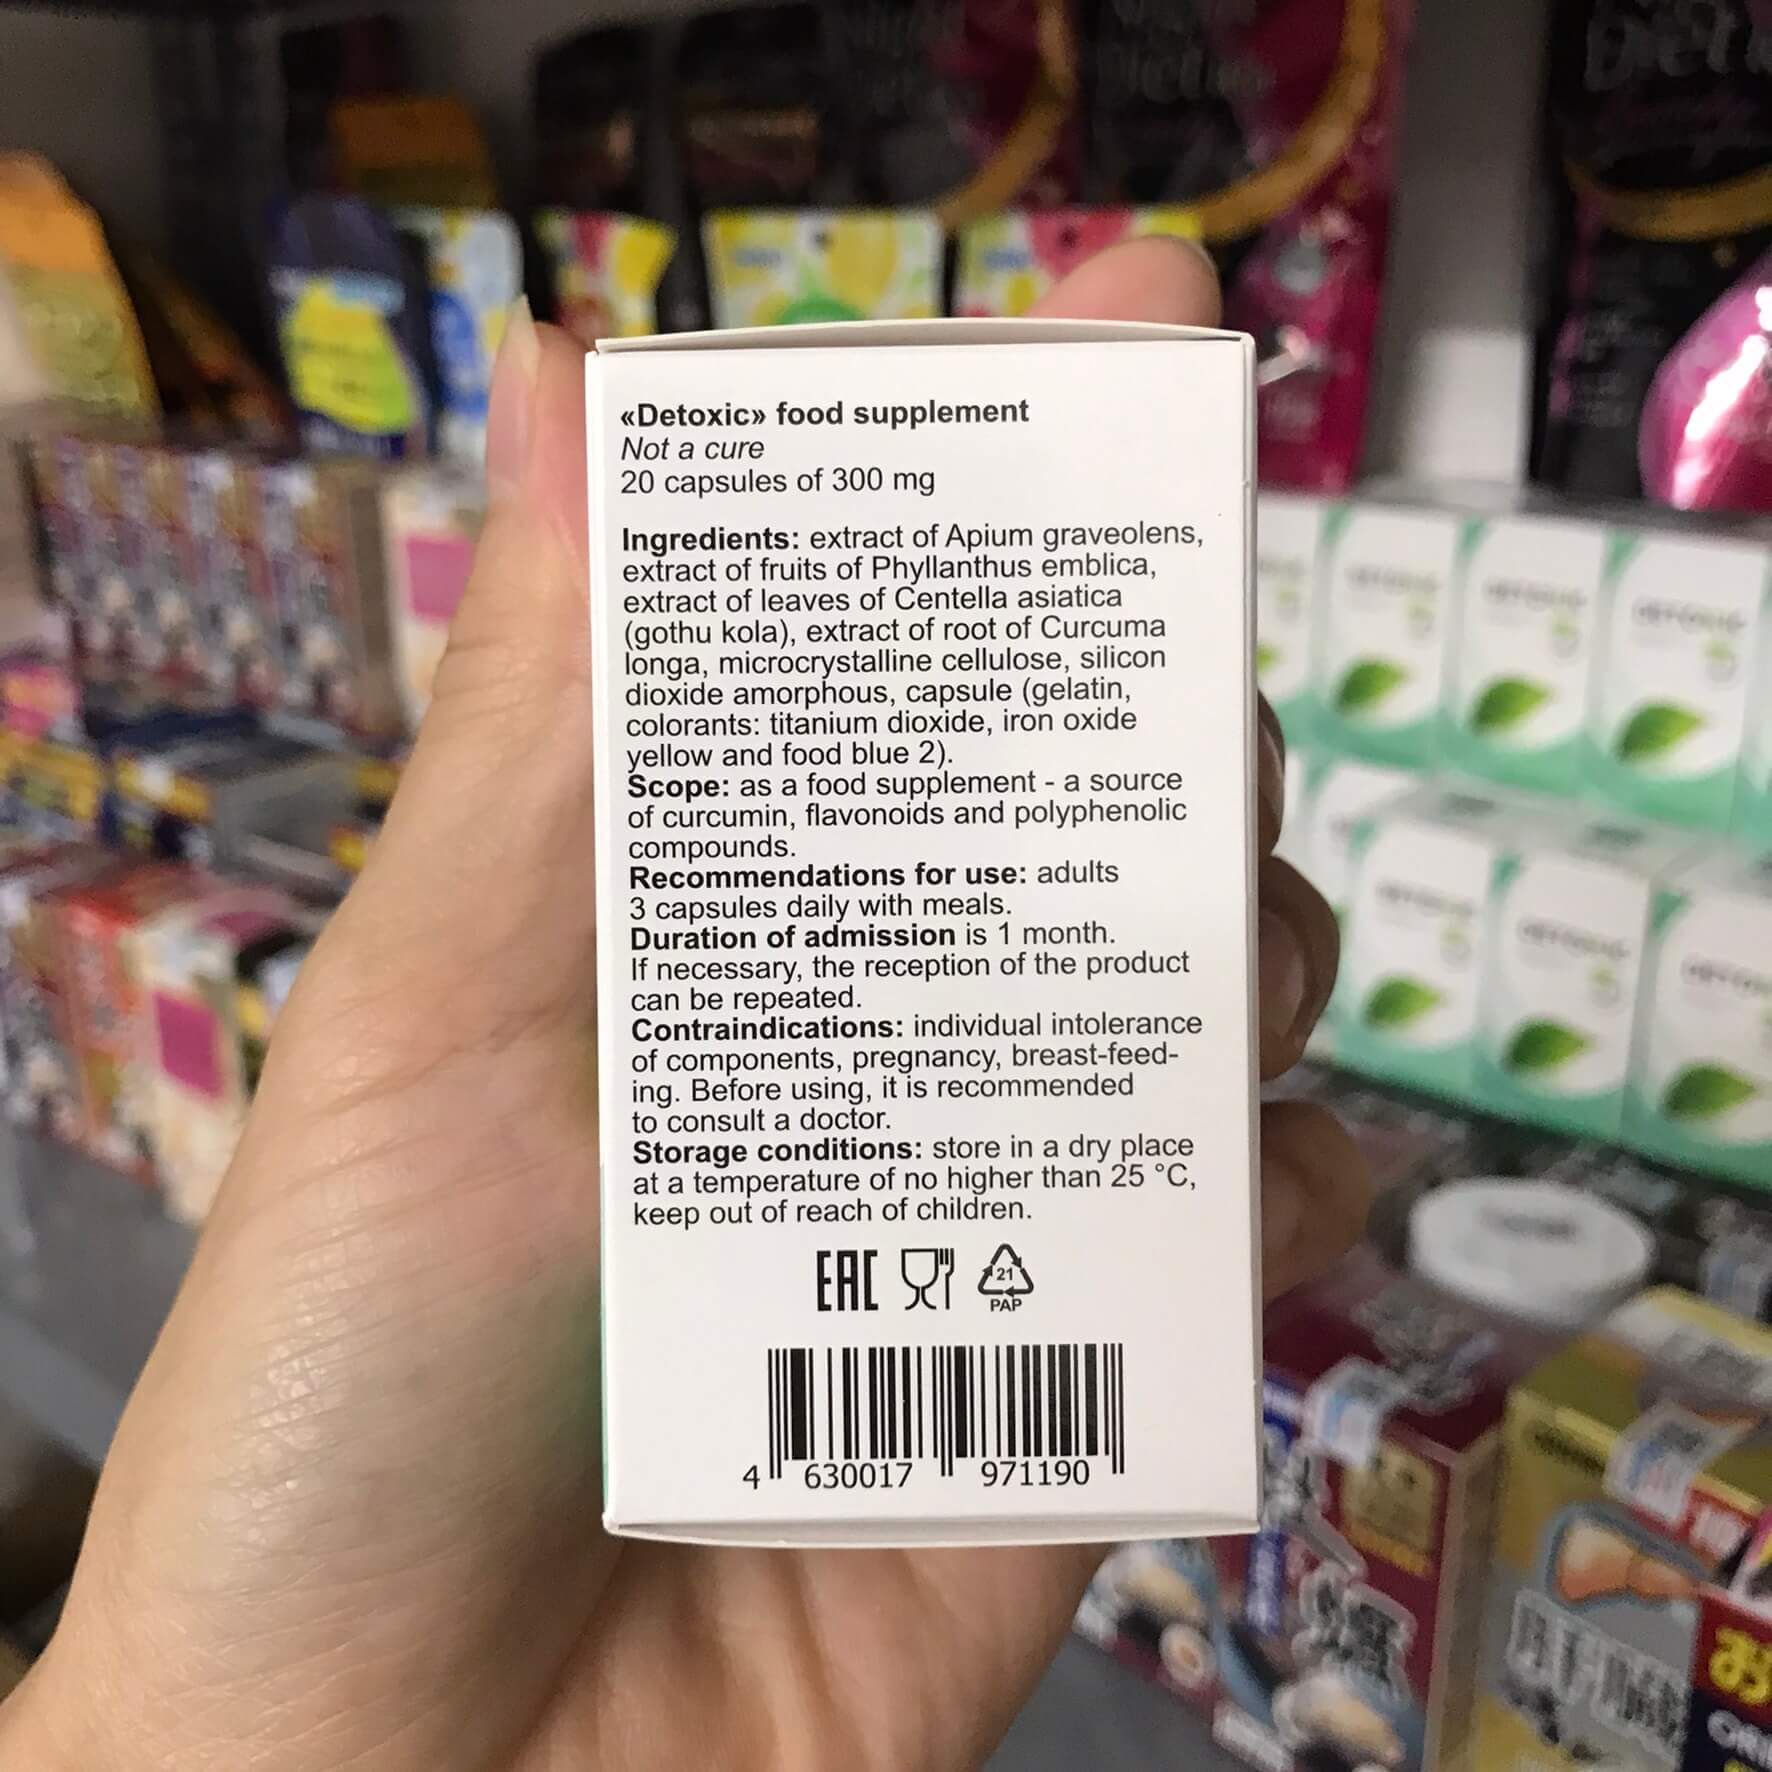 «Detoxic» food supplement
Not a cure
20 capsules of 300 mg
Ingredients: extract of Apium graveolens,
extract of fruits of Phyllanthus emblica,
extract of leaves of Centella asiatica
(gothu kola), extract of root of Curcuma
longa, microcrystalline cellulose, silicon
dioxide amorphous, capsule (gelatin,
colorants: titanium dioxide, iron oxide
yellow and food blue 2).
Scope: as a food supplement - a source
of curcumin, flavonoids and polyphenolic
compounds.
Recommendations for use: adults
3 capsules daily with meals.
Duration of admission is 1 month.
If necessary, the reception of the product
can be repeated.
Contraindications: individual intolerance
of components, pregnancy, breast-feed-
ing. Before using, it is recommended
to consult a doctor.
Storage conditions: store in a dry place
at a temperature of no higher than 25 °C,
keep out of reach of children.
EAC
21
PAP
4 630017 971190